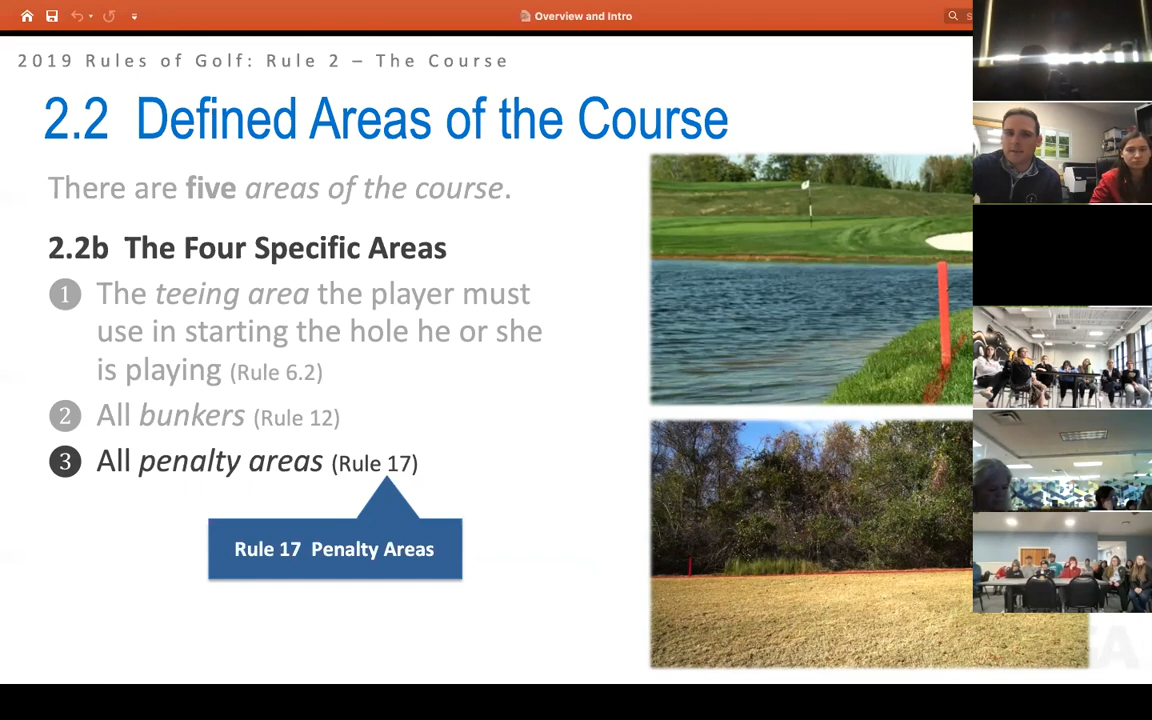 Overview and Intro
S
2019 Rules of Golf: Rule 2 – The Course
2.2 Defined Areas of the Course
There are five areas of the course.
2.2b The Four Specific Areas
1 The teeing area the player must
use in starting the hole he or she
is playing (Rule 6.2)
2 All bunkers (Rule 12)
3 All penalty areas (Rule 17)
Rule 17 Penalty Areas